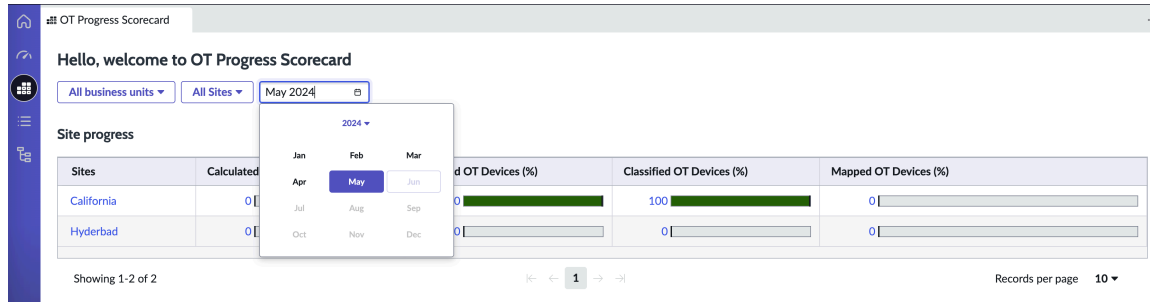 OT Progress Scorecard
Hello, welcome to OT Progress Scorecard
All business units All Sites May 2024
2024
Site progress
Jan Feb Mar
Sites Calculated d OT Devices (%) Classified OT Devices (%) Mapped OT Devices (%)
Apr May Jun
California 0 0 100 0
Jul Aug Sep
Hyderbad 0 0 0 0
Oct Nov Dec
Showing 1-2 of 2 1 Records per page 10